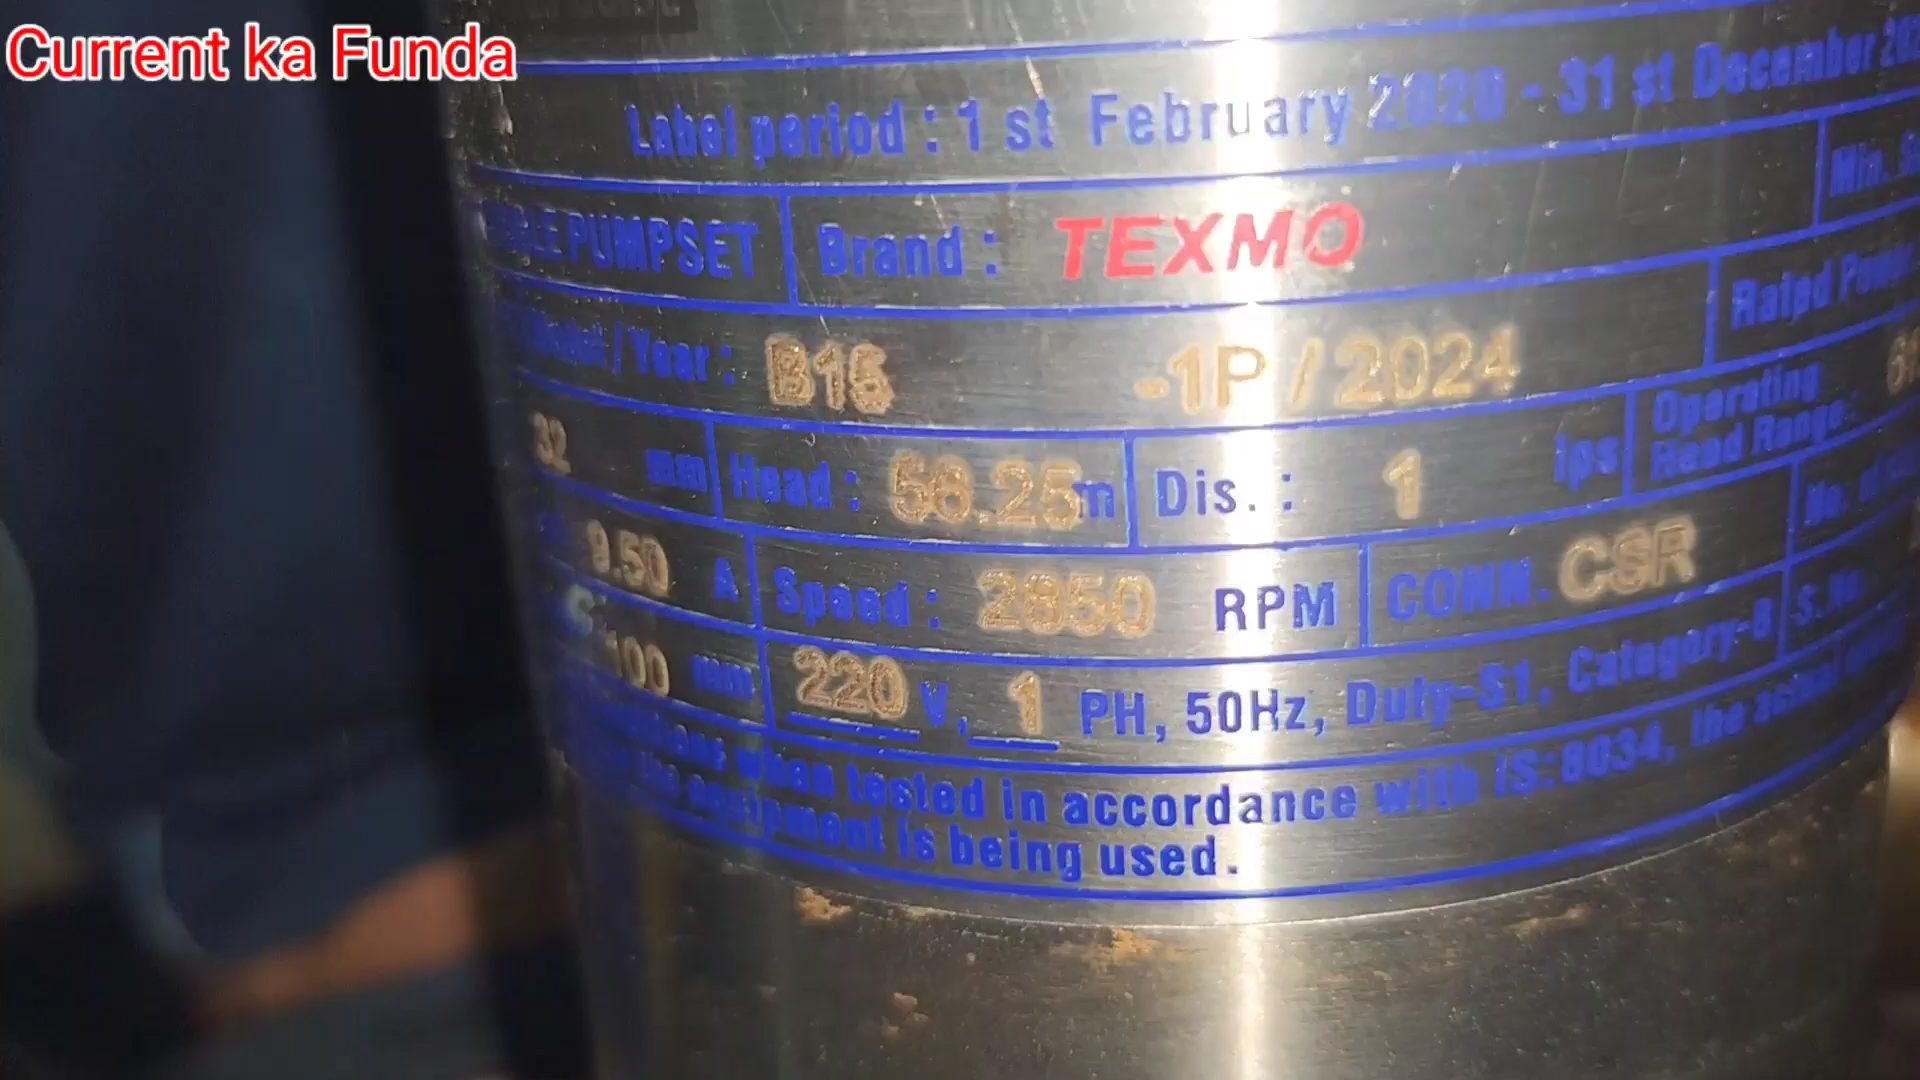 Current ka Funda
Label period : 1 st February 2020 - 31 st December
PUMPSET Brand : TEXMO Min.
/ Year : B15 -1P / 2024 Rated
32 mm Head : 56.25m Dis. : 1 lps Operating Head Range:
9.50 A Speed : 2850 RPM CONN. CSR
100 mm 220 V, 1 PH, 50Hz, Duty-S1, Category-B S.No.
when tested in accordance with IS:8034, the actual
the equipment is being used.